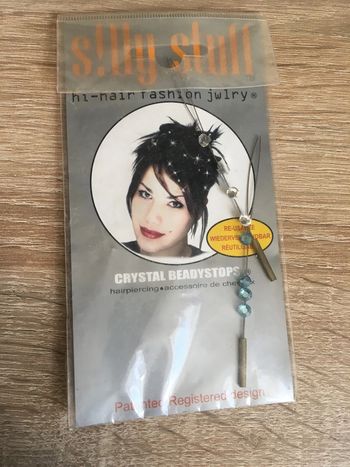 s!lly stuff
hi-hair fashion jwlry®
RE-USABLE
WIEDERVERWENDBAR
RÉUTILISABLE
CRYSTAL BEADYSTOPS®
hairpiercing•accessoire de cheveux
Patented Registered design